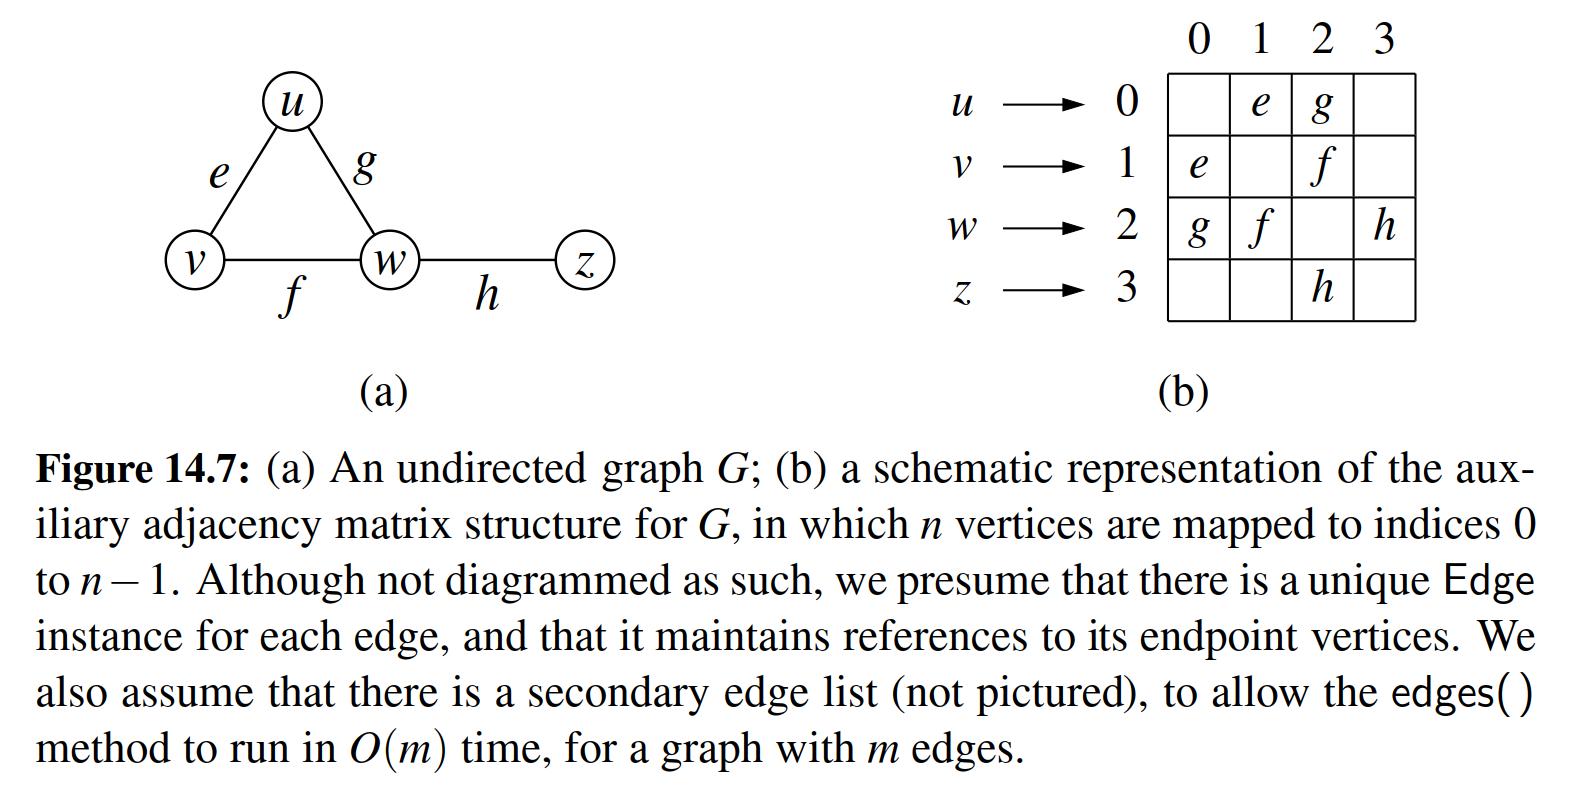 u
e
g
v
w
z
f
h
(a)
0 1 2 3
u 0 e g
v 1 e f
w 2 g f h
z 3 h
(b)
Figure 14.7: (a) An undirected graph G; (b) a schematic representation of the aux-
iliary adjacency matrix structure for G, in which n vertices are mapped to indices 0
to n − 1. Although not diagrammed as such, we presume that there is a unique Edge
instance for each edge, and that it maintains references to its endpoint vertices. We
also assume that there is a secondary edge list (not pictured), to allow the edges()
method to run in O(m) time, for a graph with m edges.